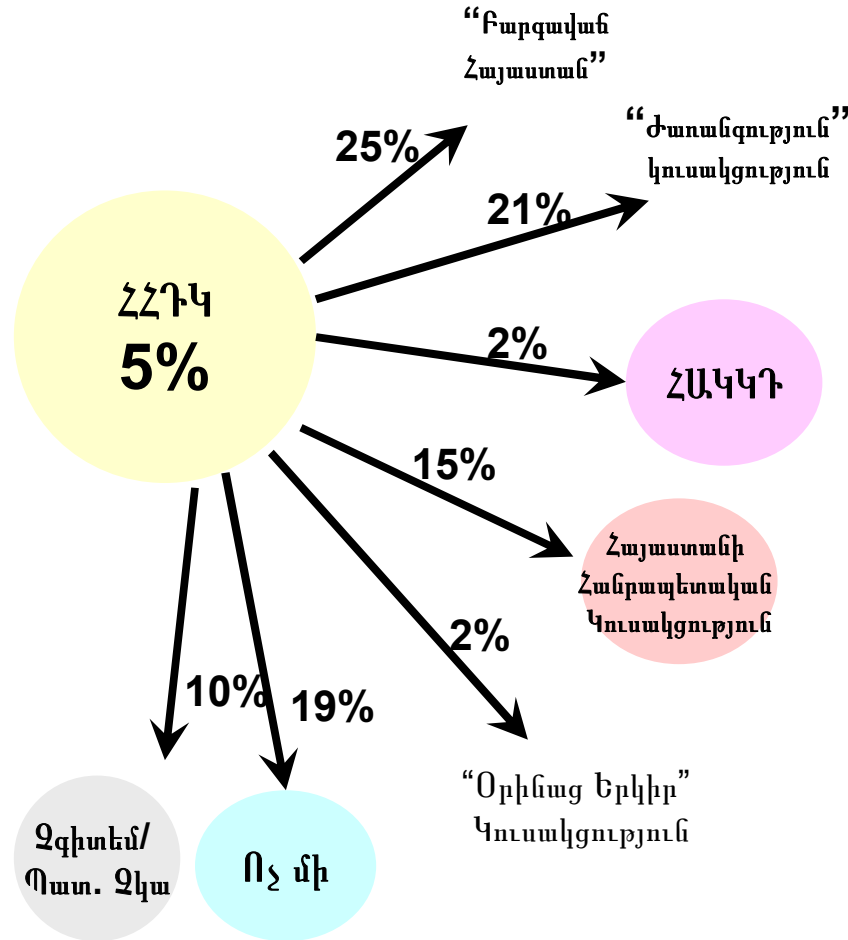 “Բարգավաճ
Հայաստան”
25%
“Ժառանգություն”
կուսակցություն
21%
ՀՀԴԿ
5%
2%
ՀԱԿԿԴ
15%
Հայաստանի
Հանրապետական
Կուսակցություն
2%
10%
19%
“Օրինաց Երկիր”
Կուսակցություն
Չգիտեմ/
Պատ. Չկա
Ոչ մի